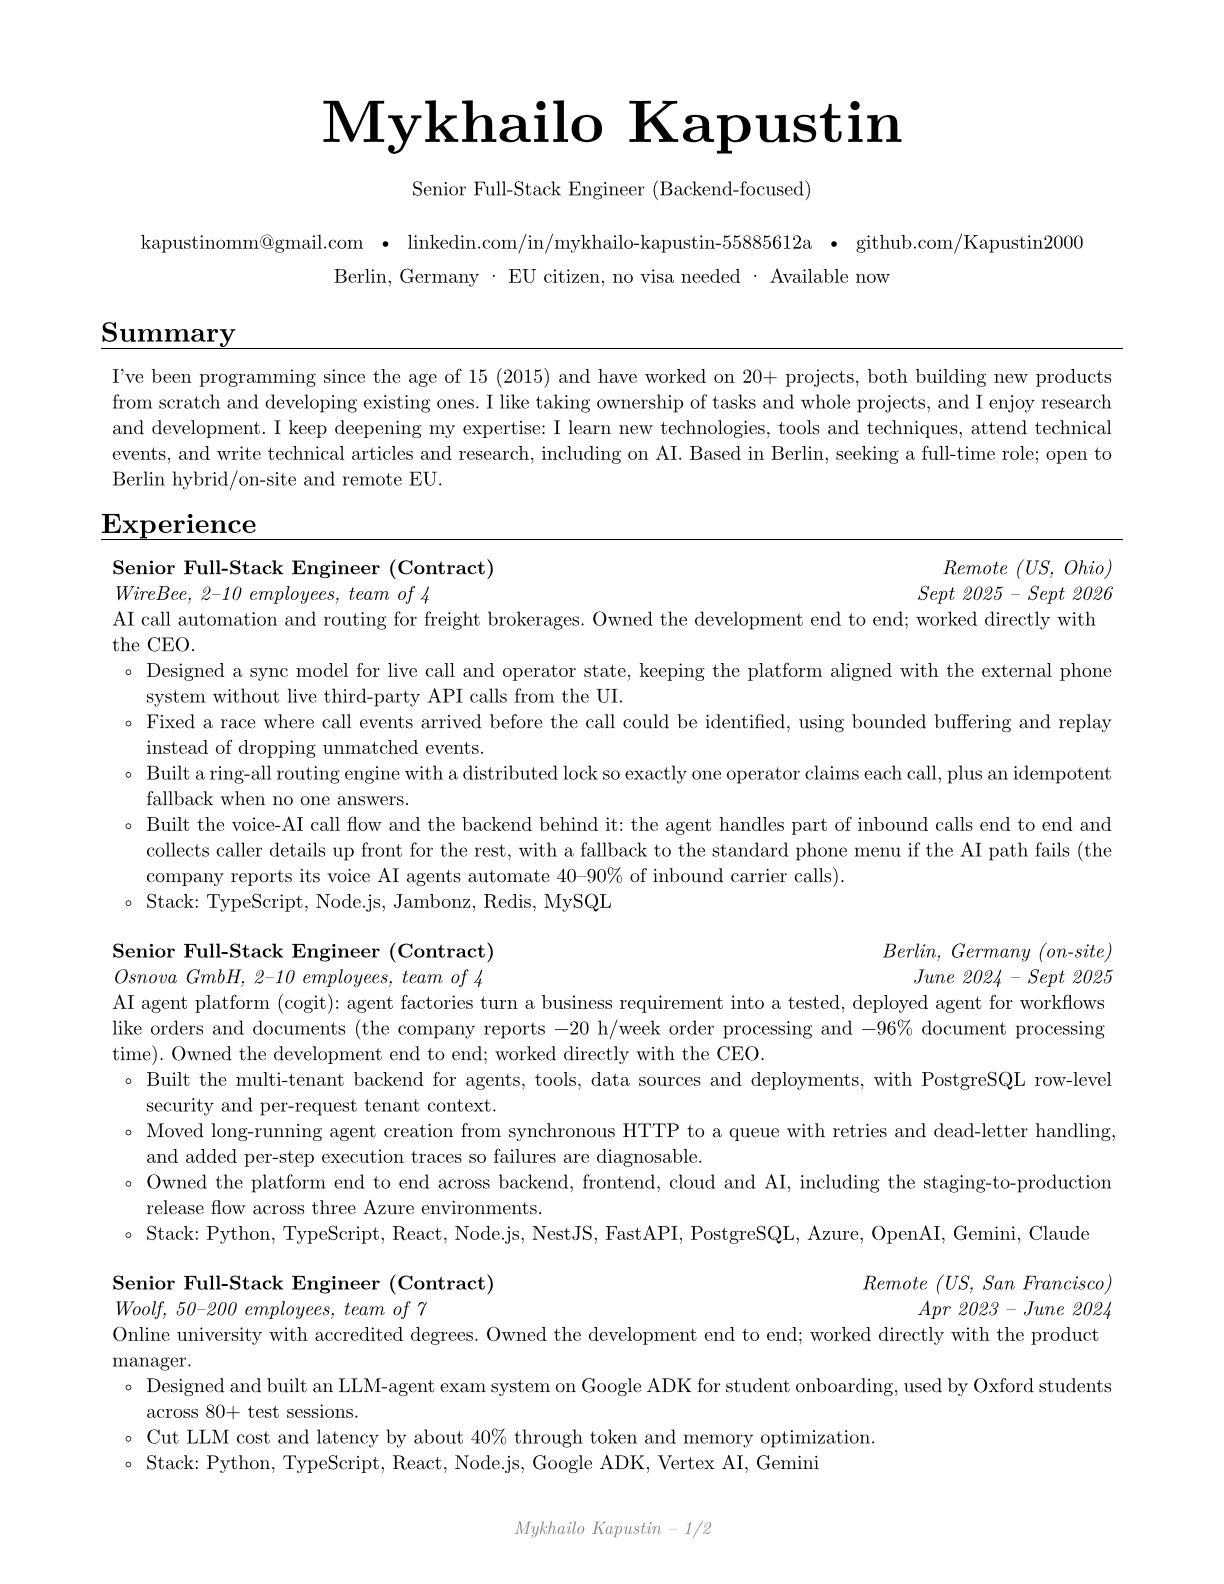 Mykhailo Kapustin
Senior Full-Stack Engineer (Backend-focused)
kapustinomm@gmail.com • linkedin.com/in/mykhailo-kapustin-55885612a • github.com/Kapustin2000
Berlin, Germany · EU citizen, no visa needed · Available now
Summary
I've been programming since the age of 15 (2015) and have worked on 20+ projects, both building new products
from scratch and developing existing ones. I like taking ownership of tasks and whole projects, and I enjoy research
and development. I keep deepening my expertise: I learn new technologies, tools and techniques, attend technical
events, and write technical articles and research, including on AI. Based in Berlin, seeking a full-time role; open to
Berlin hybrid/on-site and remote EU.
Experience
Senior Full-Stack Engineer (Contract) Remote (US, Ohio)
WireBee, 2–10 employees, team of 4 Sept 2025 – Sept 2026
AI call automation and routing for freight brokerages. Owned the development end to end; worked directly with
the CEO.
◦ Designed a sync model for live call and operator state, keeping the platform aligned with the external phone
system without live third-party API calls from the UI.
◦ Fixed a race where call events arrived before the call could be identified, using bounded buffering and replay
instead of dropping unmatched events.
◦ Built a ring-all routing engine with a distributed lock so exactly one operator claims each call, plus an idempotent
fallback when no one answers.
◦ Built the voice-AI call flow and the backend behind it: the agent handles part of inbound calls end to end and
collects caller details up front for the rest, with a fallback to the standard phone menu if the AI path fails (the
company reports its voice AI agents automate 40–90% of inbound carrier calls).
◦ Stack: TypeScript, Node.js, Jambonz, Redis, MySQL
Senior Full-Stack Engineer (Contract) Berlin, Germany (on-site)
Osnova GmbH, 2–10 employees, team of 4 June 2024 – Sept 2025
AI agent platform (cogit): agent factories turn a business requirement into a tested, deployed agent for workflows
like orders and documents (the company reports −20 h/week order processing and −96% document processing
time). Owned the development end to end; worked directly with the CEO.
◦ Built the multi-tenant backend for agents, tools, data sources and deployments, with PostgreSQL row-level
security and per-request tenant context.
◦ Moved long-running agent creation from synchronous HTTP to a queue with retries and dead-letter handling,
and added per-step execution traces so failures are diagnosable.
◦ Owned the platform end to end across backend, frontend, cloud and AI, including the staging-to-production
release flow across three Azure environments.
◦ Stack: Python, TypeScript, React, Node.js, NestJS, FastAPI, PostgreSQL, Azure, OpenAI, Gemini, Claude
Senior Full-Stack Engineer (Contract) Remote (US, San Francisco)
Woolf, 50–200 employees, team of 7 Apr 2023 – June 2024
Online university with accredited degrees. Owned the development end to end; worked directly with the product
manager.
◦ Designed and built an LLM-agent exam system on Google ADK for student onboarding, used by Oxford students
across 80+ test sessions.
◦ Cut LLM cost and latency by about 40% through token and memory optimization.
◦ Stack: Python, TypeScript, React, Node.js, Google ADK, Vertex AI, Gemini
Mykhailo Kapustin – 1/2